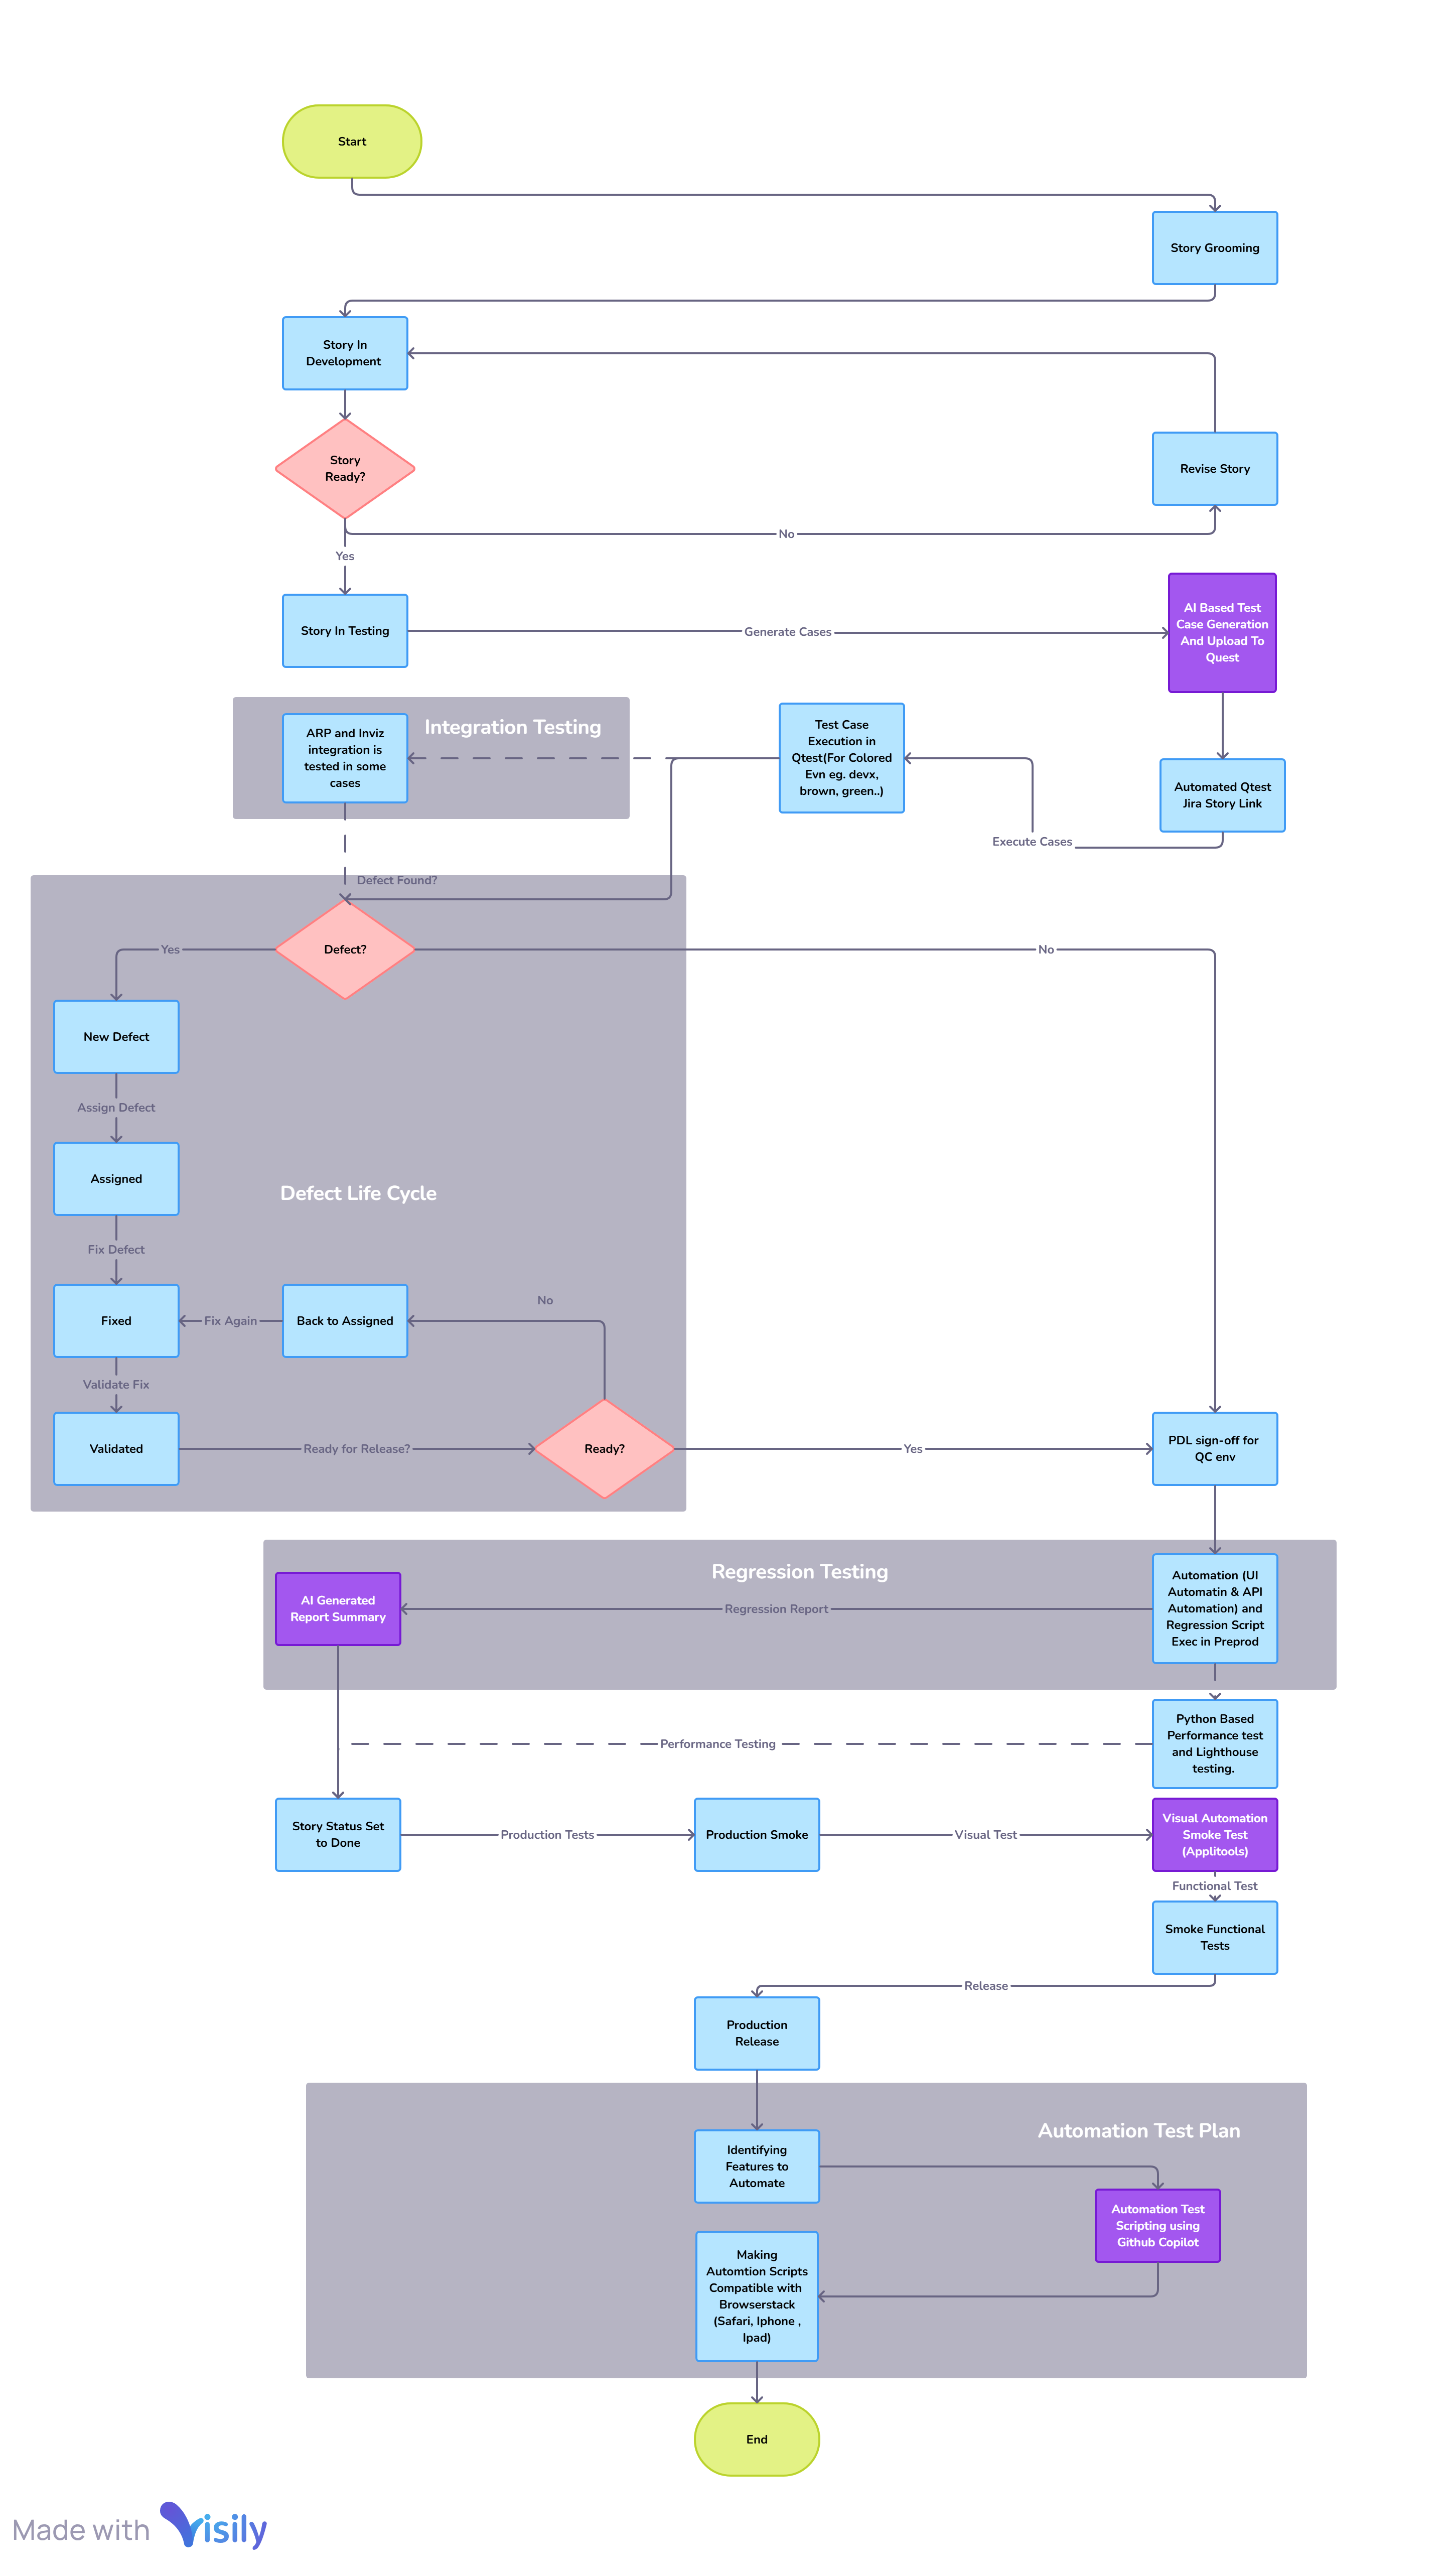 Start
Story Grooming
Story In
Development
Story
Ready?
Revise Story
No
Yes
Story In Testing
Generate Cases
AI Based Test
Case Generation
And Upload To
Quest
Integration Testing
ARP and Inviz
integration is
tested in some
cases
Test Case
Execution in
Qtest(For Colored
Evn eg. devx,
brown, green..)
Automated Qtest
Jira Story Link
Execute Cases
Defect Found?
Defect?
Yes
No
New Defect
Assign Defect
Assigned
Defect Life Cycle
Fix Defect
Fixed
Fix Again
Back to Assigned
No
Validate Fix
Validated
Ready for Release?
Ready?
Yes
PDL sign-off for
QC env
Regression Testing
AI Generated
Report Summary
Regression Report
Automation (UI
Automatin & API
Automation) and
Regression Script
Exec in Preprod
Performance Testing
Python Based
Performance test
and Lighthouse
testing.
Story Status Set
to Done
Production Tests
Production Smoke
Visual Test
Visual Automation
Smoke Test
(Applitools)
Functional Test
Smoke Functional
Tests
Release
Production
Release
Automation Test Plan
Identifying
Features to
Automate
Automation Test
Scripting using
Github Copilot
Making
Automtion Scripts
Compatible with
Browserstack
(Safari, Iphone ,
Ipad)
End
Made with Visily